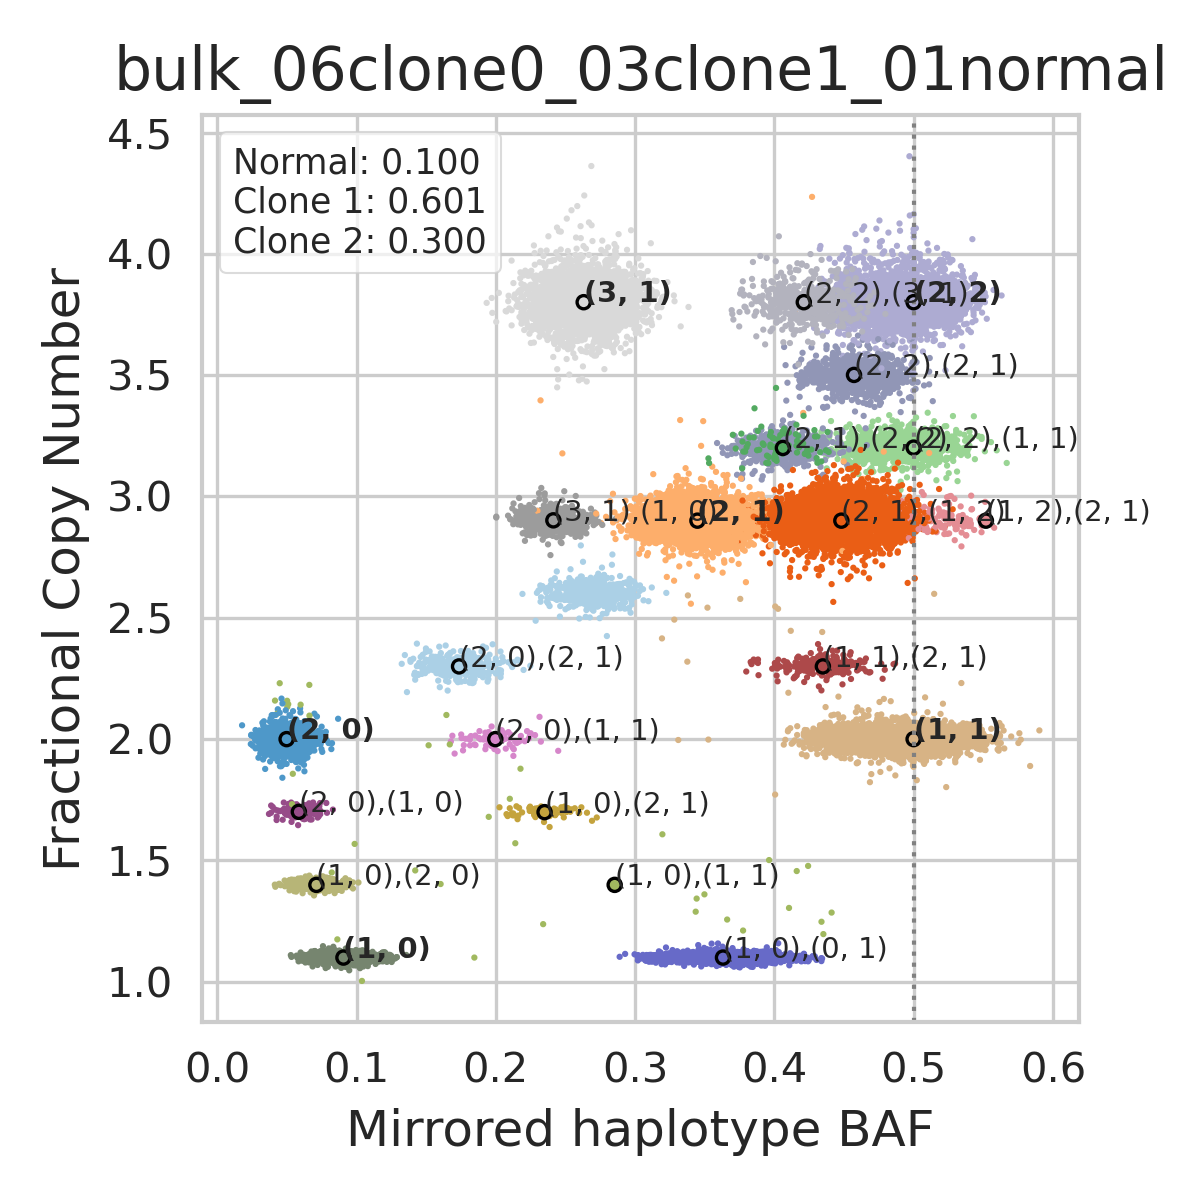 bulk_06clone0_03clone1_01normal
Normal: 0.100
Clone 1: 0.601
Clone 2: 0.300
Fractional Copy Number
4.5
4.0
3.5
3.0
2.5
2.0
1.5
1.0
(3, 1)
(2, 2),(3, 1)
(2, 2)
(2, 2),(2, 1)
(2, 1),(2, 2)
(2, 2),(1, 1)
(3, 1),(1, 0)
(2, 1)
(2, 1),(1, 2)
(1, 2),(2, 1)
(2, 0),(2, 1)
(1, 1),(2, 1)
(2, 0)
(2, 0),(1, 1)
(1, 1)
(2, 0),(1, 0)
(1, 0),(2, 1)
(1, 0),(2, 0)
(1, 0),(1, 1)
(1, 0)
(1, 0),(0, 1)
0.0 0.1 0.2 0.3 0.4 0.5 0.6
Mirrored haplotype BAF